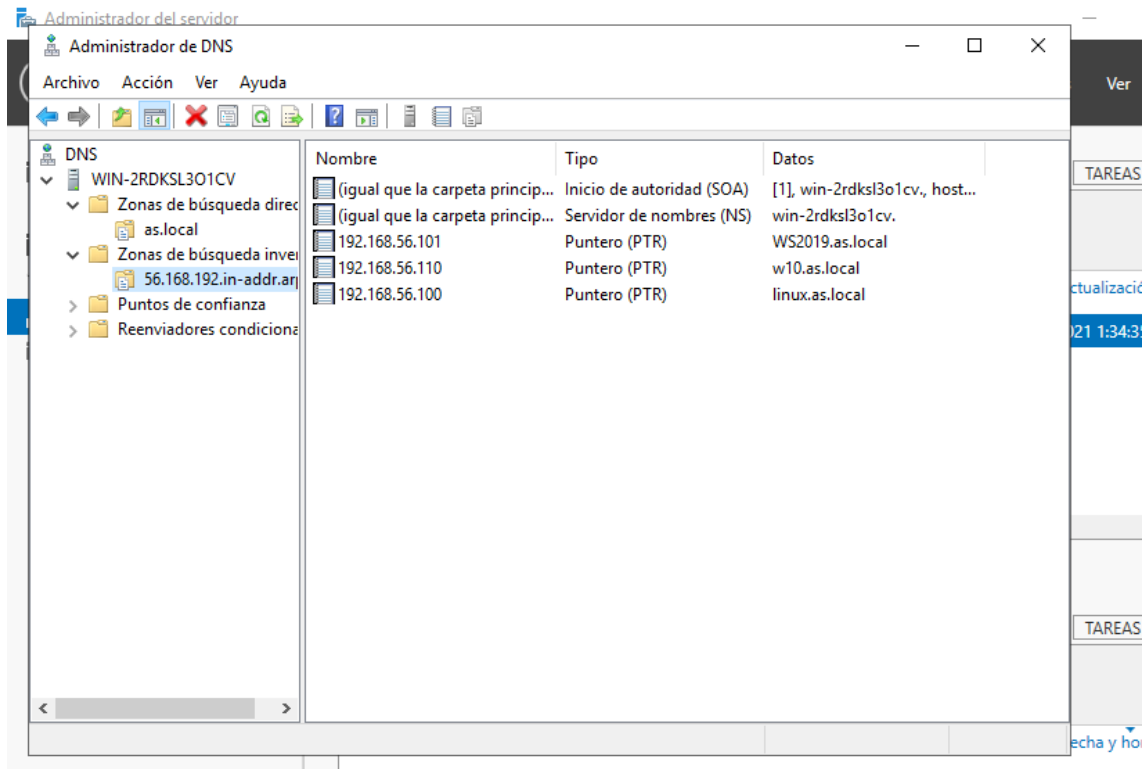 Administrador del servidor
Administrador de DNS
Archivo Acción Ver Ayuda
Ver
DNS
WIN-2RDKSL3O1CV
Zonas de búsqueda direc
as.local
Zonas de búsqueda inver
56.168.192.in-addr.arp
Puntos de confianza
Reenviadores condiciona
Nombre Tipo Datos
(igual que la carpeta princip... Inicio de autoridad (SOA) [1], win-2rdksl3o1cv., host...
(igual que la carpeta princip... Servidor de nombres (NS) win-2rdksl3o1cv.
192.168.56.101 Puntero (PTR) WS2019.as.local
192.168.56.110 Puntero (PTR) w10.as.local
192.168.56.100 Puntero (PTR) linux.as.local
TAREAS
ctualizació
021 1:34:35
TAREAS
echa y ho